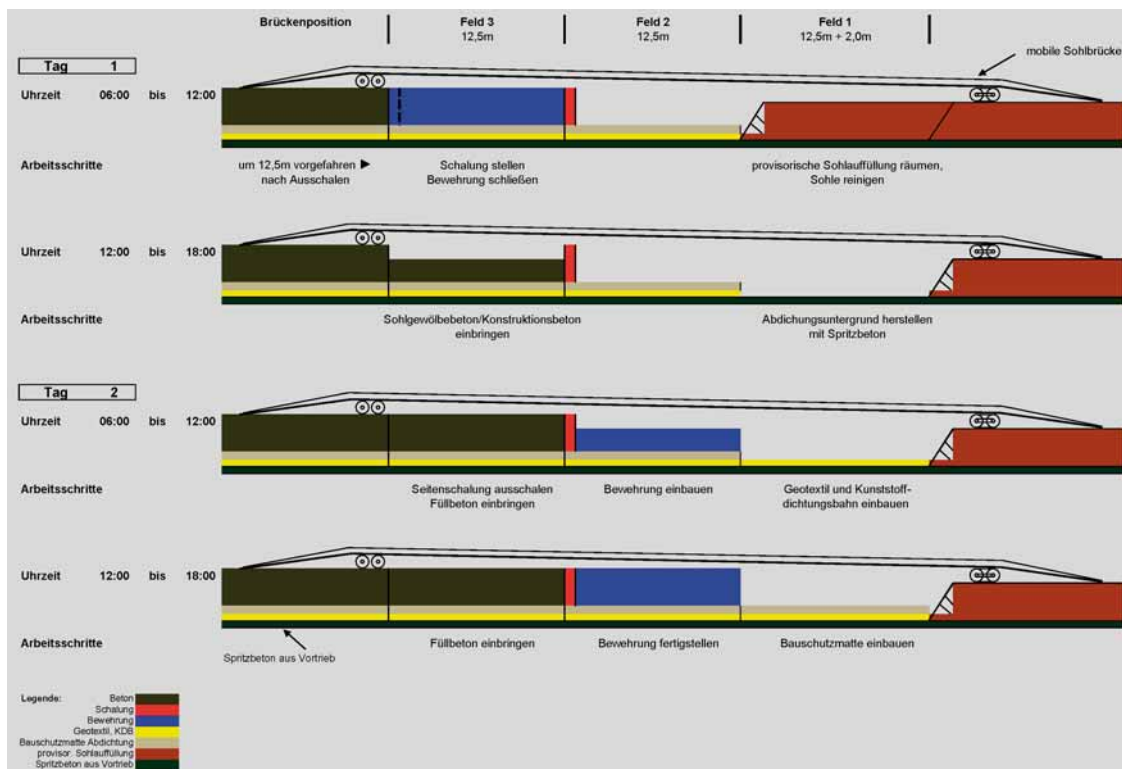 Brückenposition Feld 3 Feld 2 Feld 1
12,5m 12,5m 12,5m + 2,0m
mobile Sohlbrücke
Tag 1
Uhrzeit 06:00 bis 12:00
Arbeitsschritte um 12,5m vorgefahren Schalung stellen provisorische Sohlauffüllung räumen,
nach Ausschalen Bewehrung schließen Sohle reinigen
Uhrzeit 12:00 bis 18:00
Arbeitsschritte Sohlgewölbebeton/Konstruktionsbeton Abdichungsuntergrund herstellen
einbringen mit Spritzbeton
Tag 2
Uhrzeit 06:00 bis 12:00
Arbeitsschritte Seitenschalung ausschalen Bewehrung einbauen Geotextil und Kunststoff-
Füllbeton einbringen dichtungsbahn einbauen
Uhrzeit 12:00 bis 18:00
Arbeitsschritte Füllbeton einbringen Bewehrung fertigstellen Bauschutzmatte einbauen
Spritzbeton aus Vortrieb
Legende: Beton
Schalung
Bewehrung
Geotextil, KDB
Bauschutzmatte Abdichtung
provisor. Sohlauffüllung
Spritzbeton aus Vortrieb